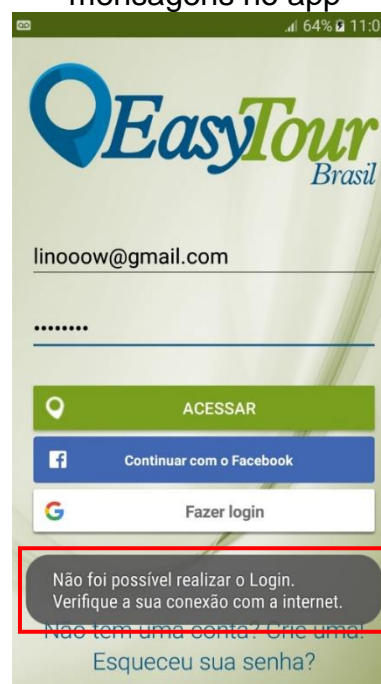 mensagens no app
64% 11:0
EasyTour
Brasil
linooow@gmail.com
••••••••
ACESSAR
Continuar com o Facebook
Fazer login
Não foi possível realizar o Login.
Verifique a sua conexão com a internet.
Não tem uma conta? Crie uma!
Esqueceu sua senha?